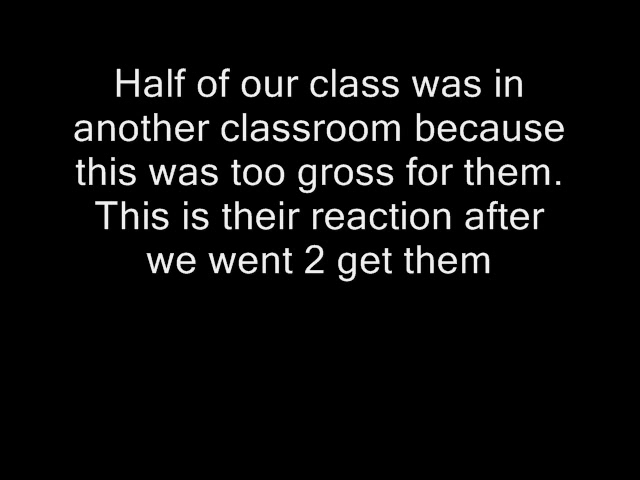 Half of our class was in
another classroom because
this was too gross for them.
This is their reaction after
we went 2 get them